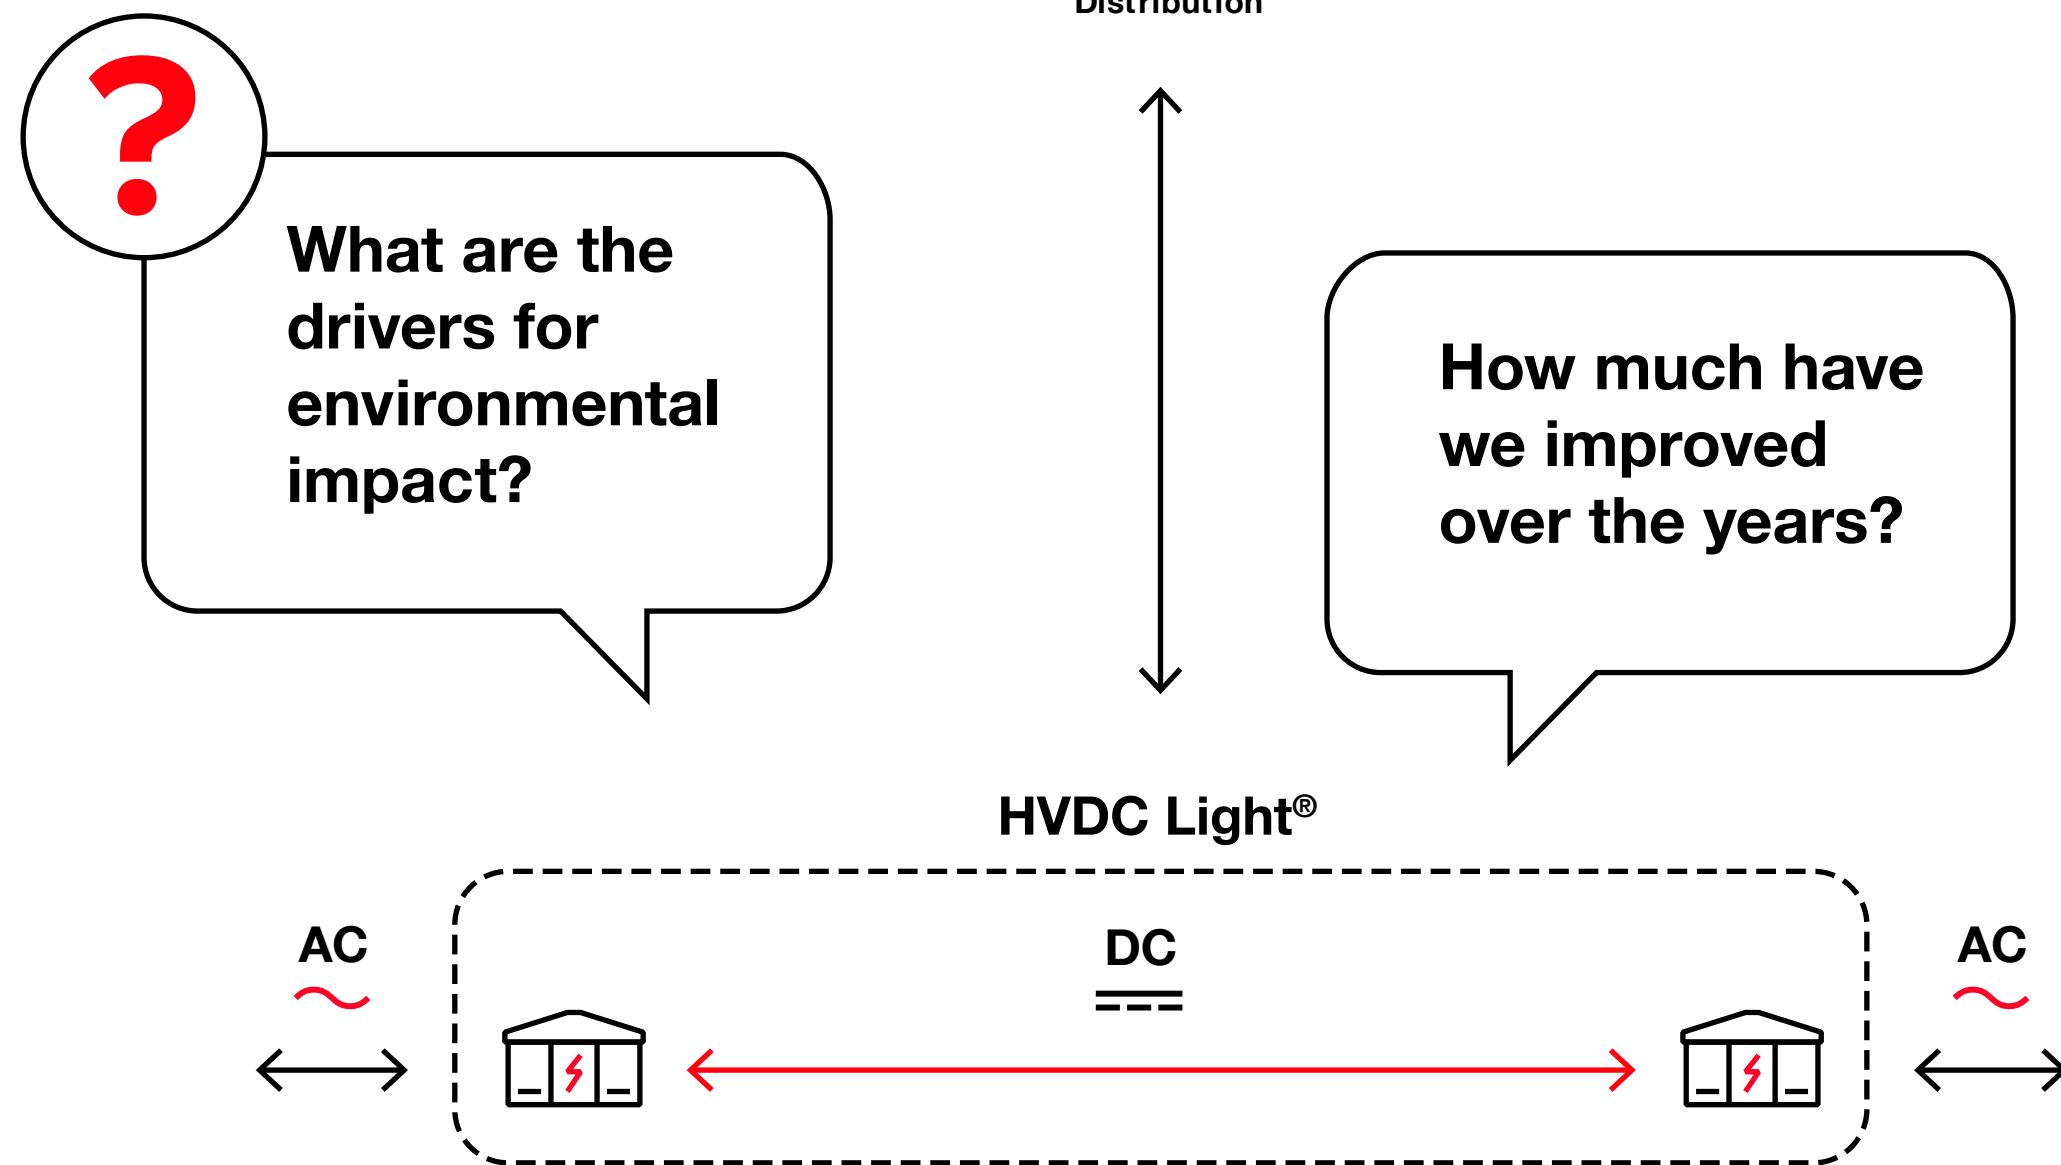 Distribution
?
What are the
drivers for
environmental
impact?
How much have
we improved
over the years?
HVDC Light®
AC
DC
AC